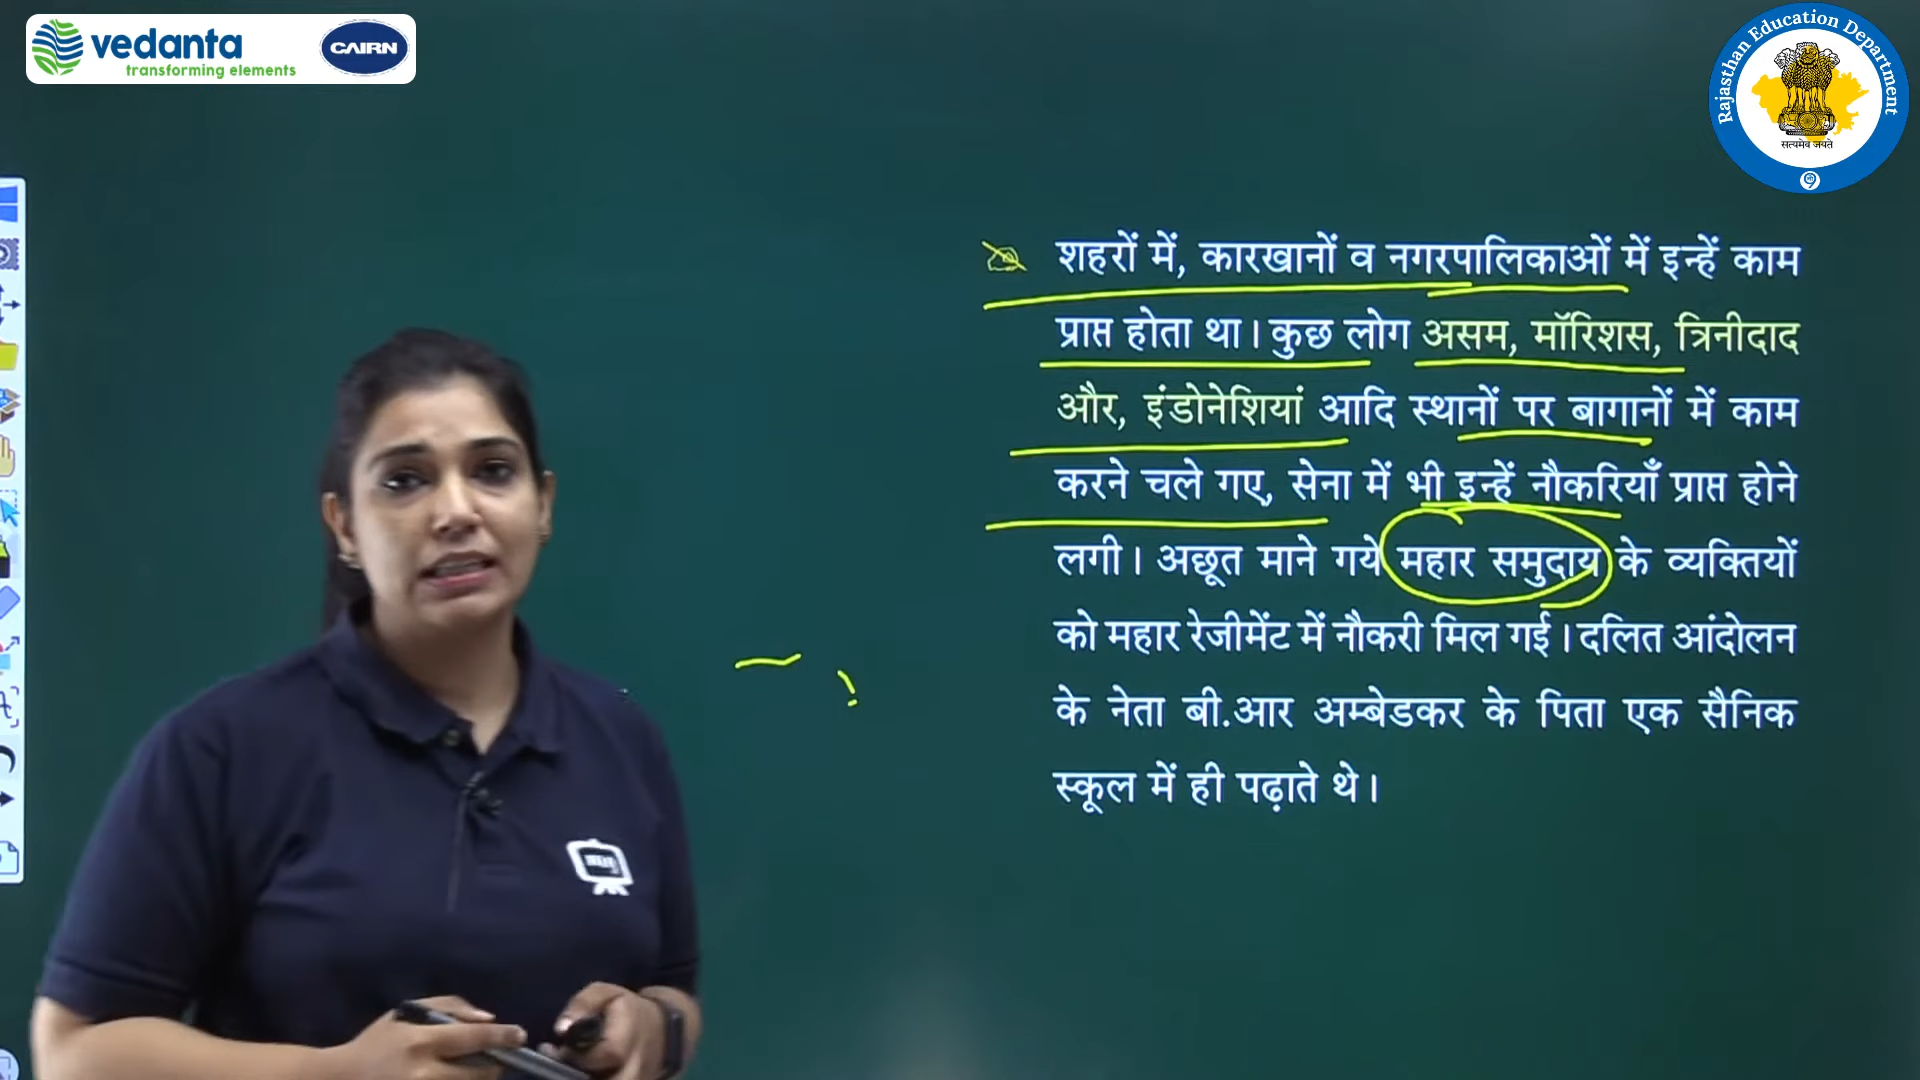 vedanta
transforming elements
CAIRN
Rajasthan Education Department
सत्यमेव जयते
शहरों में, कारखानों व नगरपालिकाओं में इन्हें काम
प्राप्त होता था। कुछ लोग असम, मॉरिशस, त्रिनीदाद
और, इंडोनेशियां आदि स्थानों पर बागानों में काम
करने चले गए, सेना में भी इन्हें नौकरियाँ प्राप्त होने
लगी। अछूत माने गये महार समुदाय के व्यक्तियों
को महार रेजीमेंट में नौकरी मिल गई। दलित आंदोलन
के नेता बी.आर अम्बेडकर के पिता एक सैनिक
स्कूल में ही पढ़ाते थे।